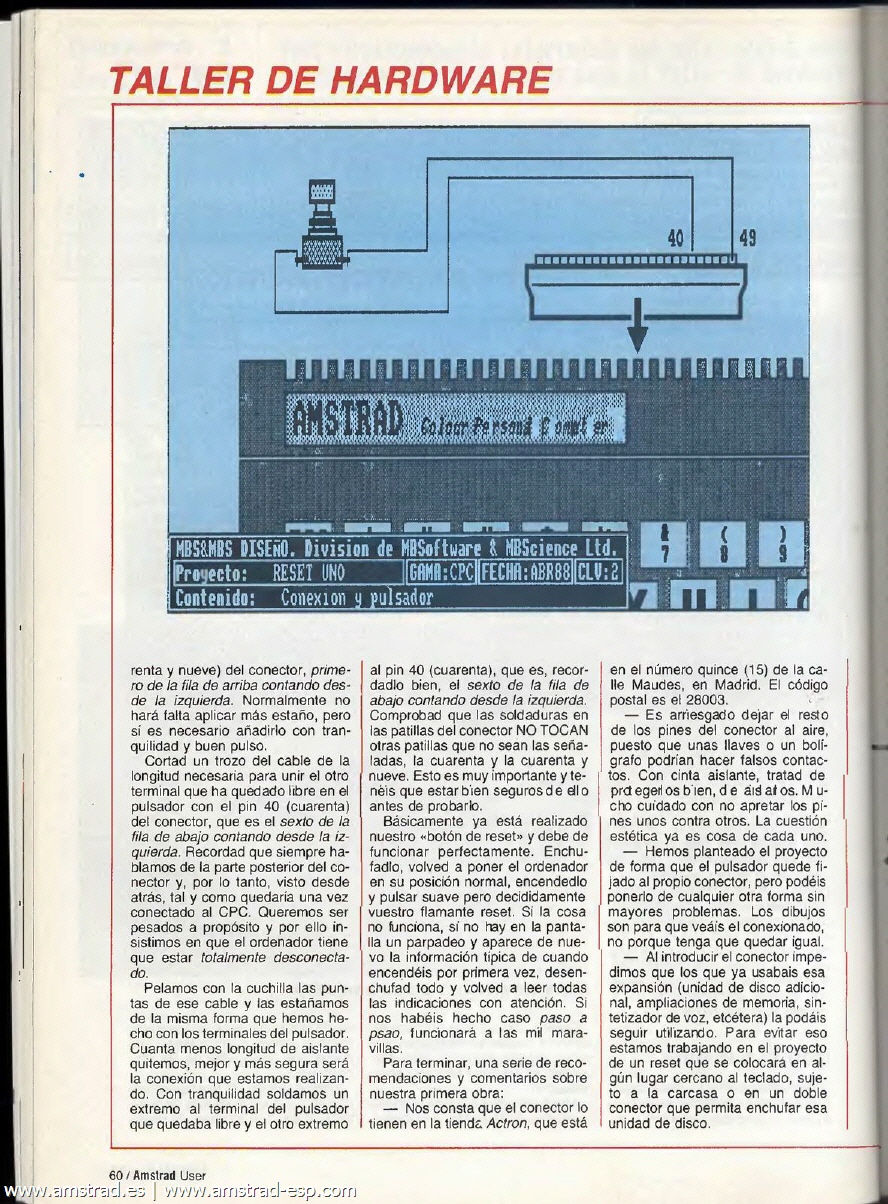 TALLER DE HARDWARE
40
49
AMSTRAD Colour Personal Computer
&
7
(
8
)
9
MBS&MBS DISEÑO. Division de MBSoftware & MBScience Ltd.
Proyecto: RESET UNO GAMA:CPC FECHA:ABR88 CLV:2
Contenido: Conexion y pulsador
renta y nueve) del conector, prime-
ro de la fila de arriba contando des-
de la izquierda. Normalmente no
hará falta aplicar más estaño, pero
sí es necesario añadirlo con tran-
quilidad y buen pulso.
Cortad un trozo del cable de la
longitud necesaria para unir el otro
terminal que ha quedado libre en el
pulsador con el pin 40 (cuarenta)
del conector, que es el sexto de la
fila de abajo contando desde la iz-
quierda. Recordad que siempre ha-
blamos de la parte posterior del co-
nector y, por lo tanto, visto desde
atrás, tal y como quedaría una vez
conectado al CPC. Queremos ser
pesados a propósito y por ello in-
sistimos en que el ordenador tiene
que estar totalmente desconecta-
do.
Pelamos con la cuchilla las pun-
tas de ese cable y las estañamos
de la misma forma que hemos he-
cho con los terminales del pulsador.
Cuanta menos longitud de aislante
quitemos, mejor y más segura será
la conexión que estamos realizan-
do. Con tranquilidad soldamos un
extremo al terminal del pulsador
que quedaba libre y el otro extremo
al pin 40 (cuarenta), que es, recor-
dadlo bien, el sexto de la fila de
abajo contando desde la izquierda.
Comprobad que las soldaduras en
las patillas del conector NO TOCAN
otras patillas que no sean las seña-
ladas, la cuarenta y la cuarenta y
nueve. Esto es muy importante y te-
néis que estar bien seguros de ello
antes de probarlo.
Básicamente ya está realizado
nuestro «botón de reset» y debe de
funcionar perfectamente. Enchu-
fadlo, volved a poner el ordenador
en su posición normal, encendedlo
y pulsar suave pero decididamente
vuestro flamante reset. Si la cosa
no funciona, sí no hay en la panta-
lla un parpadeo y aparece de nue-
vo la información típica de cuando
encendéis por primera vez, desen-
chufad todo y volved a leer todas
las indicaciones con atención. Si
nos habéis hecho caso paso a
psao, funcionará a las mil mara-
villas.
Para terminar, una serie de reco-
mendaciones y comentarios sobre
nuestra primera obra:
— Nos consta que el conector lo
tienen en la tienda Actron, que está
en el número quince (15) de la ca-
lle Maudes, en Madrid. El código
postal es el 28003.
— Es arriesgado dejar el resto
de los pines del conector al aire,
puesto que unas llaves o un bolí-
grafo podrían hacer falsos contac-
tos. Con cinta aislante, tratad de
protegerlos bien, de aislarlos. Mu-
cho cuidado con no apretar los pi-
nes unos contra otros. La cuestión
estética ya es cosa de cada uno.
— Hemos planteado el proyecto
de forma que el pulsador quede fi-
jado al propio conector, pero podéis
ponerlo de cualquier otra forma sin
mayores problemas. Los dibujos
son para que veáis el conexionado,
no porque tenga que quedar igual.
— Al introducir el conector impe-
dimos que los que ya usabais esa
expansión (unidad de disco adicio-
nal, ampliaciones de memoria, sin-
tetizador de voz, etcétera) la podáis
seguir utilizando. Para evitar eso
estamos trabajando en el proyecto
de un reset que se colocará en al-
gún lugar cercano al teclado, suje-
to a la carcasa o en un doble
conector que permita enchufar esa
unidad de disco.
60 / Amstrad User
www.amstrad.es | www.amstrad-esp.com